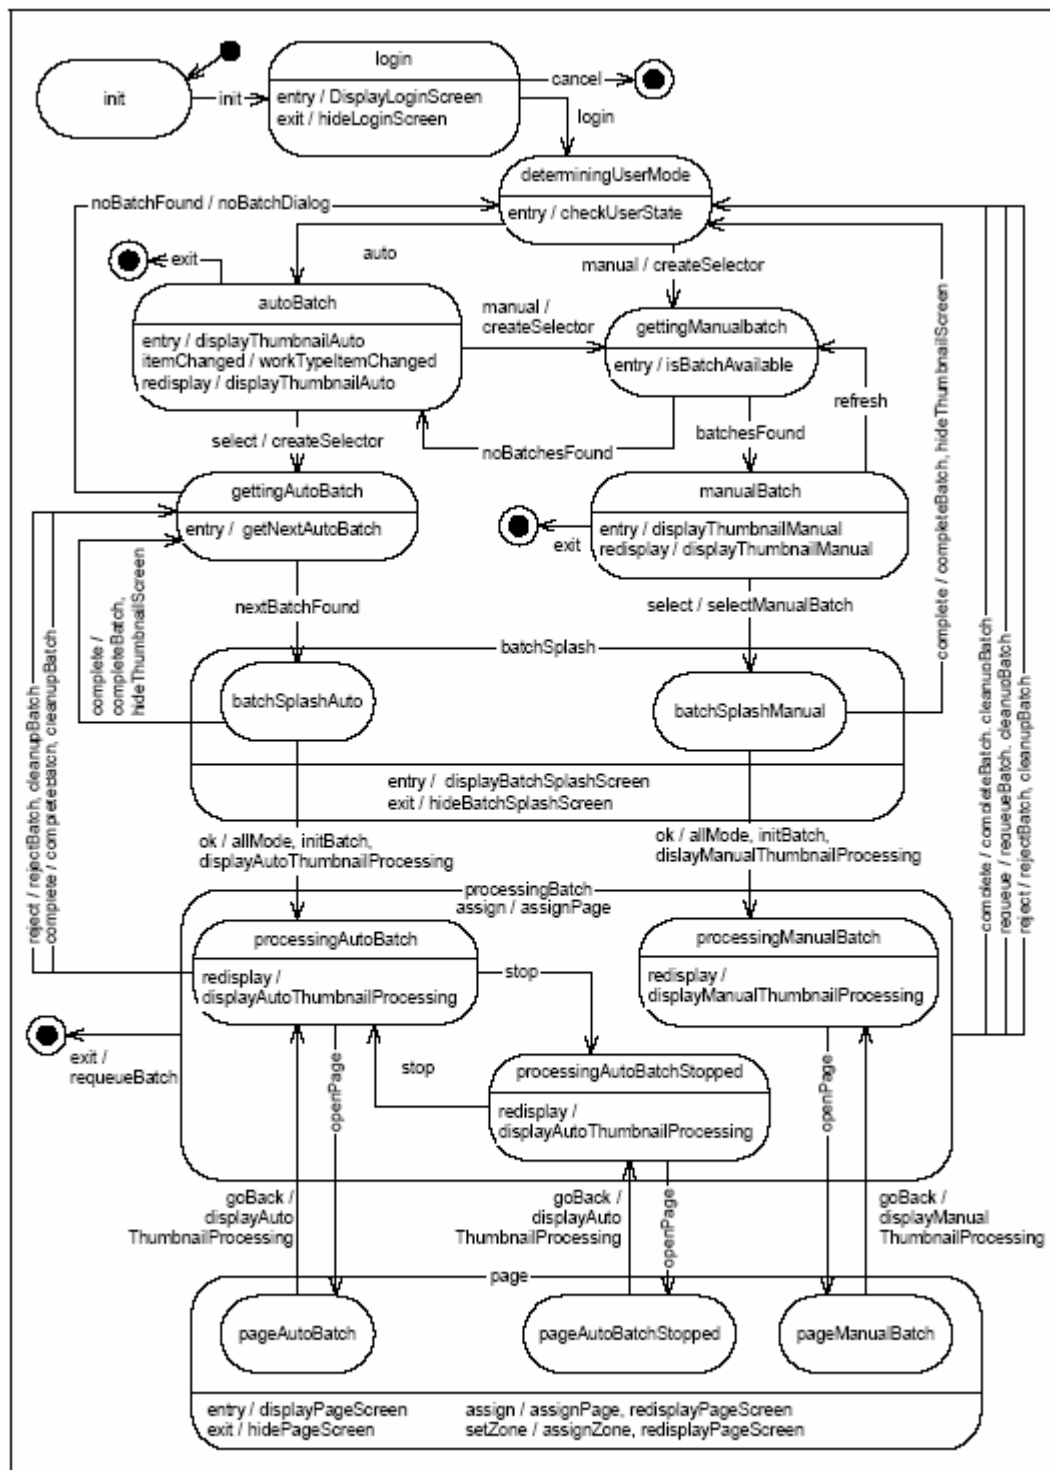 login
init
init
entry / DisplayLoginScreen
exit / hideLoginScreen
cancel
login
determiningUserMode
entry / checkUserState
noBatchFound / noBatchDialog
exit
auto
manual / createSelector
autoBatch
entry / displayThumbnailAuto
itemChanged / workTypeItemChanged
redisplay / displayThumbnailAuto
manual /
createSelector
gettingManualbatch
entry / isBatchAvailable
refresh
select / createSelector
noBatchesFound
batchesFound
gettingAutoBatch
entry / getNextAutoBatch
manualBatch
entry / displayThumbnailManual
redisplay / displayThumbnailManual
exit
nextBatchFound
select / selectManualBatch
complete /
completeBatch,
hideThumbnailScreen
complete / completeBatch, hideThumbnailScreen
batchSplash
batchSplashAuto
batchSplashManual
entry / displayBatchSplashScreen
exit / hideBatchSplashScreen
reject / rejectBatch, cleanupBatch
complete / completeBatch, cleanupBatch
complete / completeBatch, cleanupBatch
requeue / requeueBatch, cleanupBatch
reject / rejectBatch, cleanupBatch
ok / allMode, initBatch,
displayAutoThumbnailProcessing
ok / allMode, initBatch,
dislayManualThumbnailProcessing
processingBatch
assign / assignPage
processingAutoBatch
redisplay /
displayAutoThumbnailProcessing
stop
processingManualBatch
redisplay /
displayManualThumbnailProcessing
exit /
requeueBatch
openPage
stop
processingAutoBatchStopped
redisplay /
displayAutoThumbnailProcessing
openPage
goBack /
displayAuto
ThumbnailProcessing
goBack /
displayAuto
ThumbnailProcessing
openPage
goBack /
displayManual
ThumbnailProcessing
page
pageAutoBatch
pageAutoBatchStopped
pageManualBatch
entry / displayPageScreen
exit / hidePageScreen
assign / assignPage, redisplayPageScreen
setZone / assignZone, redisplayPageScreen